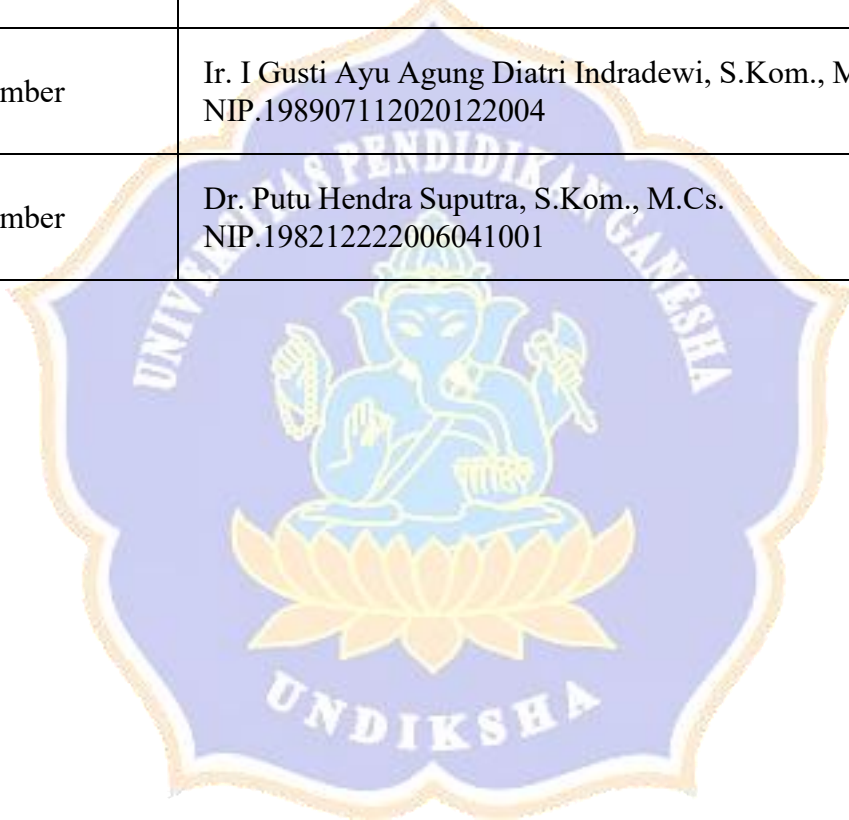 mber
Ir. I Gusti Ayu Agung Diatri Indradewi, S.Kom., M
NIP.198907112020122004
mber
Dr. Putu Hendra Suputra, S.Kom., M.Cs.
NIP.198212222006041001
UNIVERSITAS PENDIDIKAN GANESHA
UNDIKSHA